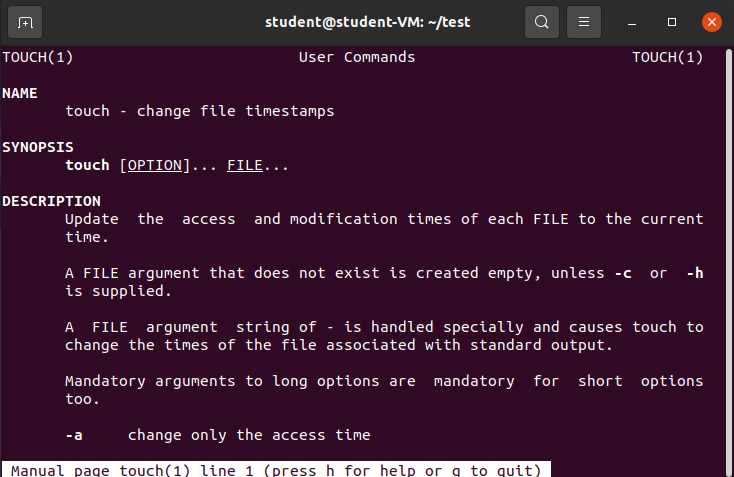 student@student-VM: ~/test
TOUCH(1) User Commands TOUCH(1)
NAME
touch - change file timestamps
SYNOPSIS
touch [OPTION]... FILE...
DESCRIPTION
Update the access and modification times of each FILE to the current
time.
A FILE argument that does not exist is created empty, unless -c or -h
is supplied.
A FILE argument string of - is handled specially and causes touch to
change the times of the file associated with standard output.
Mandatory arguments to long options are mandatory for short options
too.
-a change only the access time
Manual page touch(1) line 1 (press h for help or q to quit)